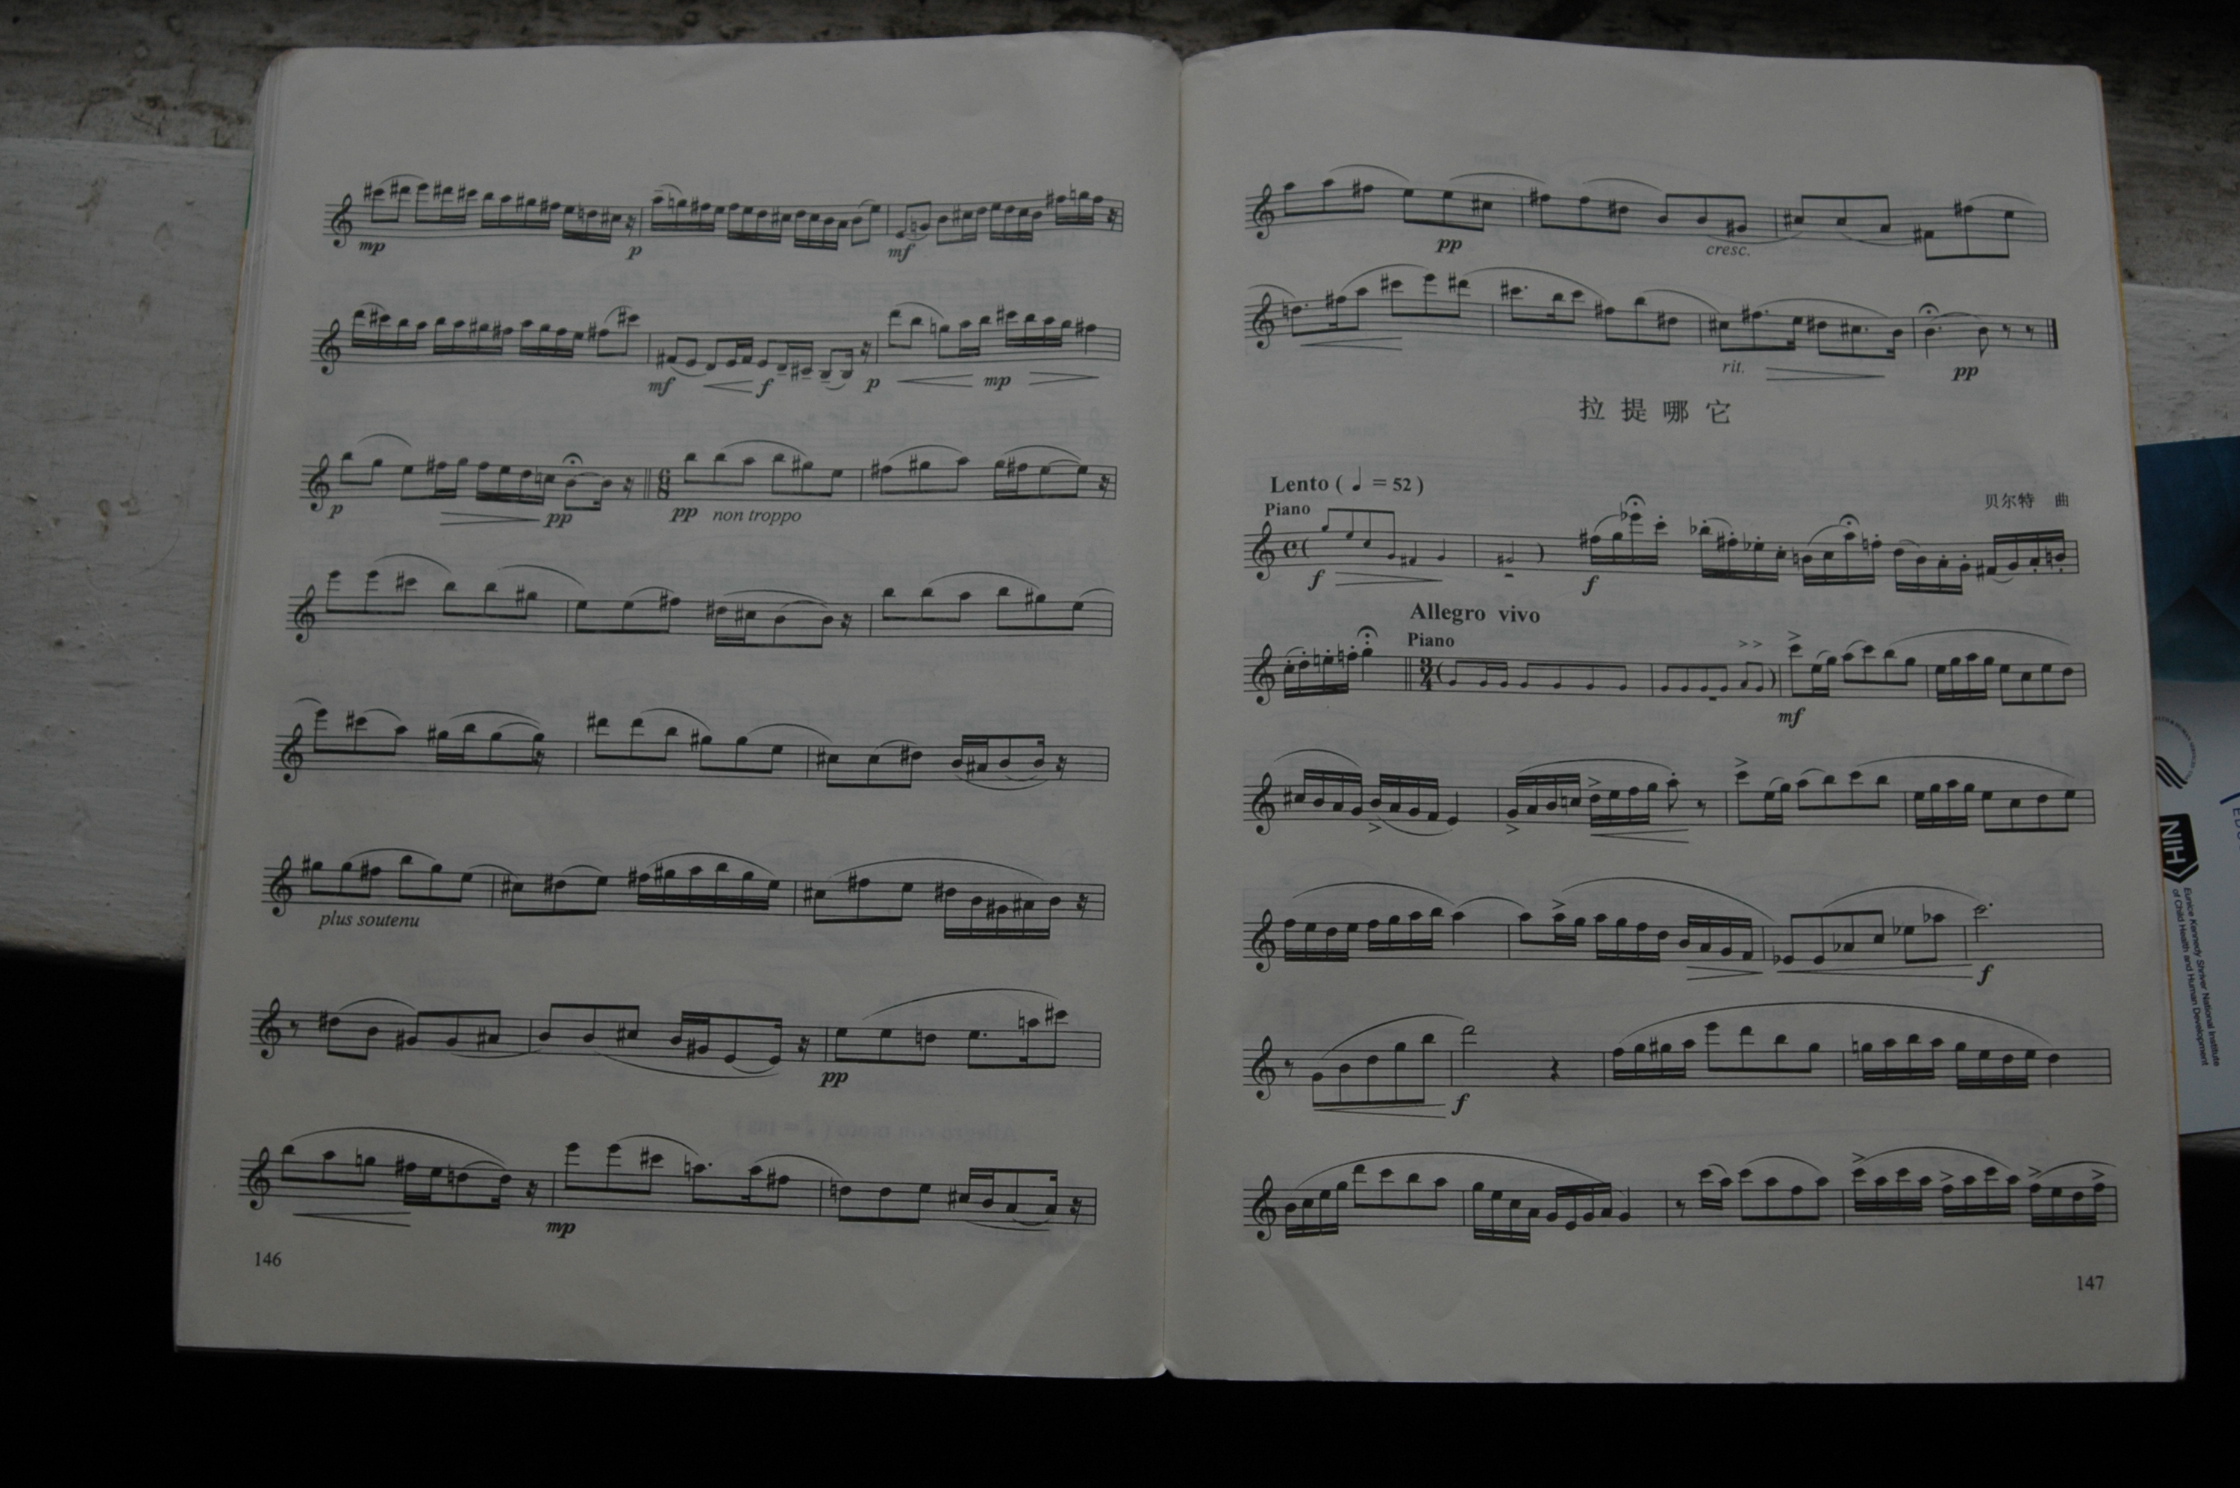 mp p mf
mf f p mp
p pp pp non troppo
plus soutenu
pp
mp
146
pp cresc.
rit. pp
拉提哪它
Lento ( ♩ = 52 )
贝尔特 曲
Piano
f f
Allegro vivo
Piano
mf
f
f
147
NIH
Eunice Kennedy Shriver National Institute
of Child Health and Human Development